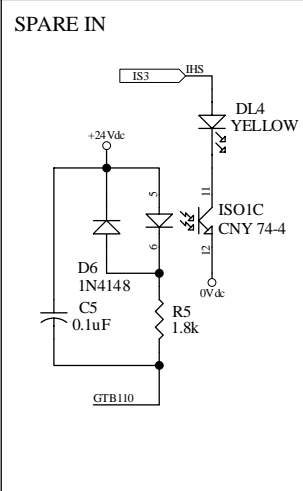 SPARE IN
IS3
IHS
DL4
YELLOW
+24Vdc
5
11
ISO1C
CNY 74-4
6
12
0Vdc
D6
1N4148
C5
0.1uF
R5
1.8k
GTB110